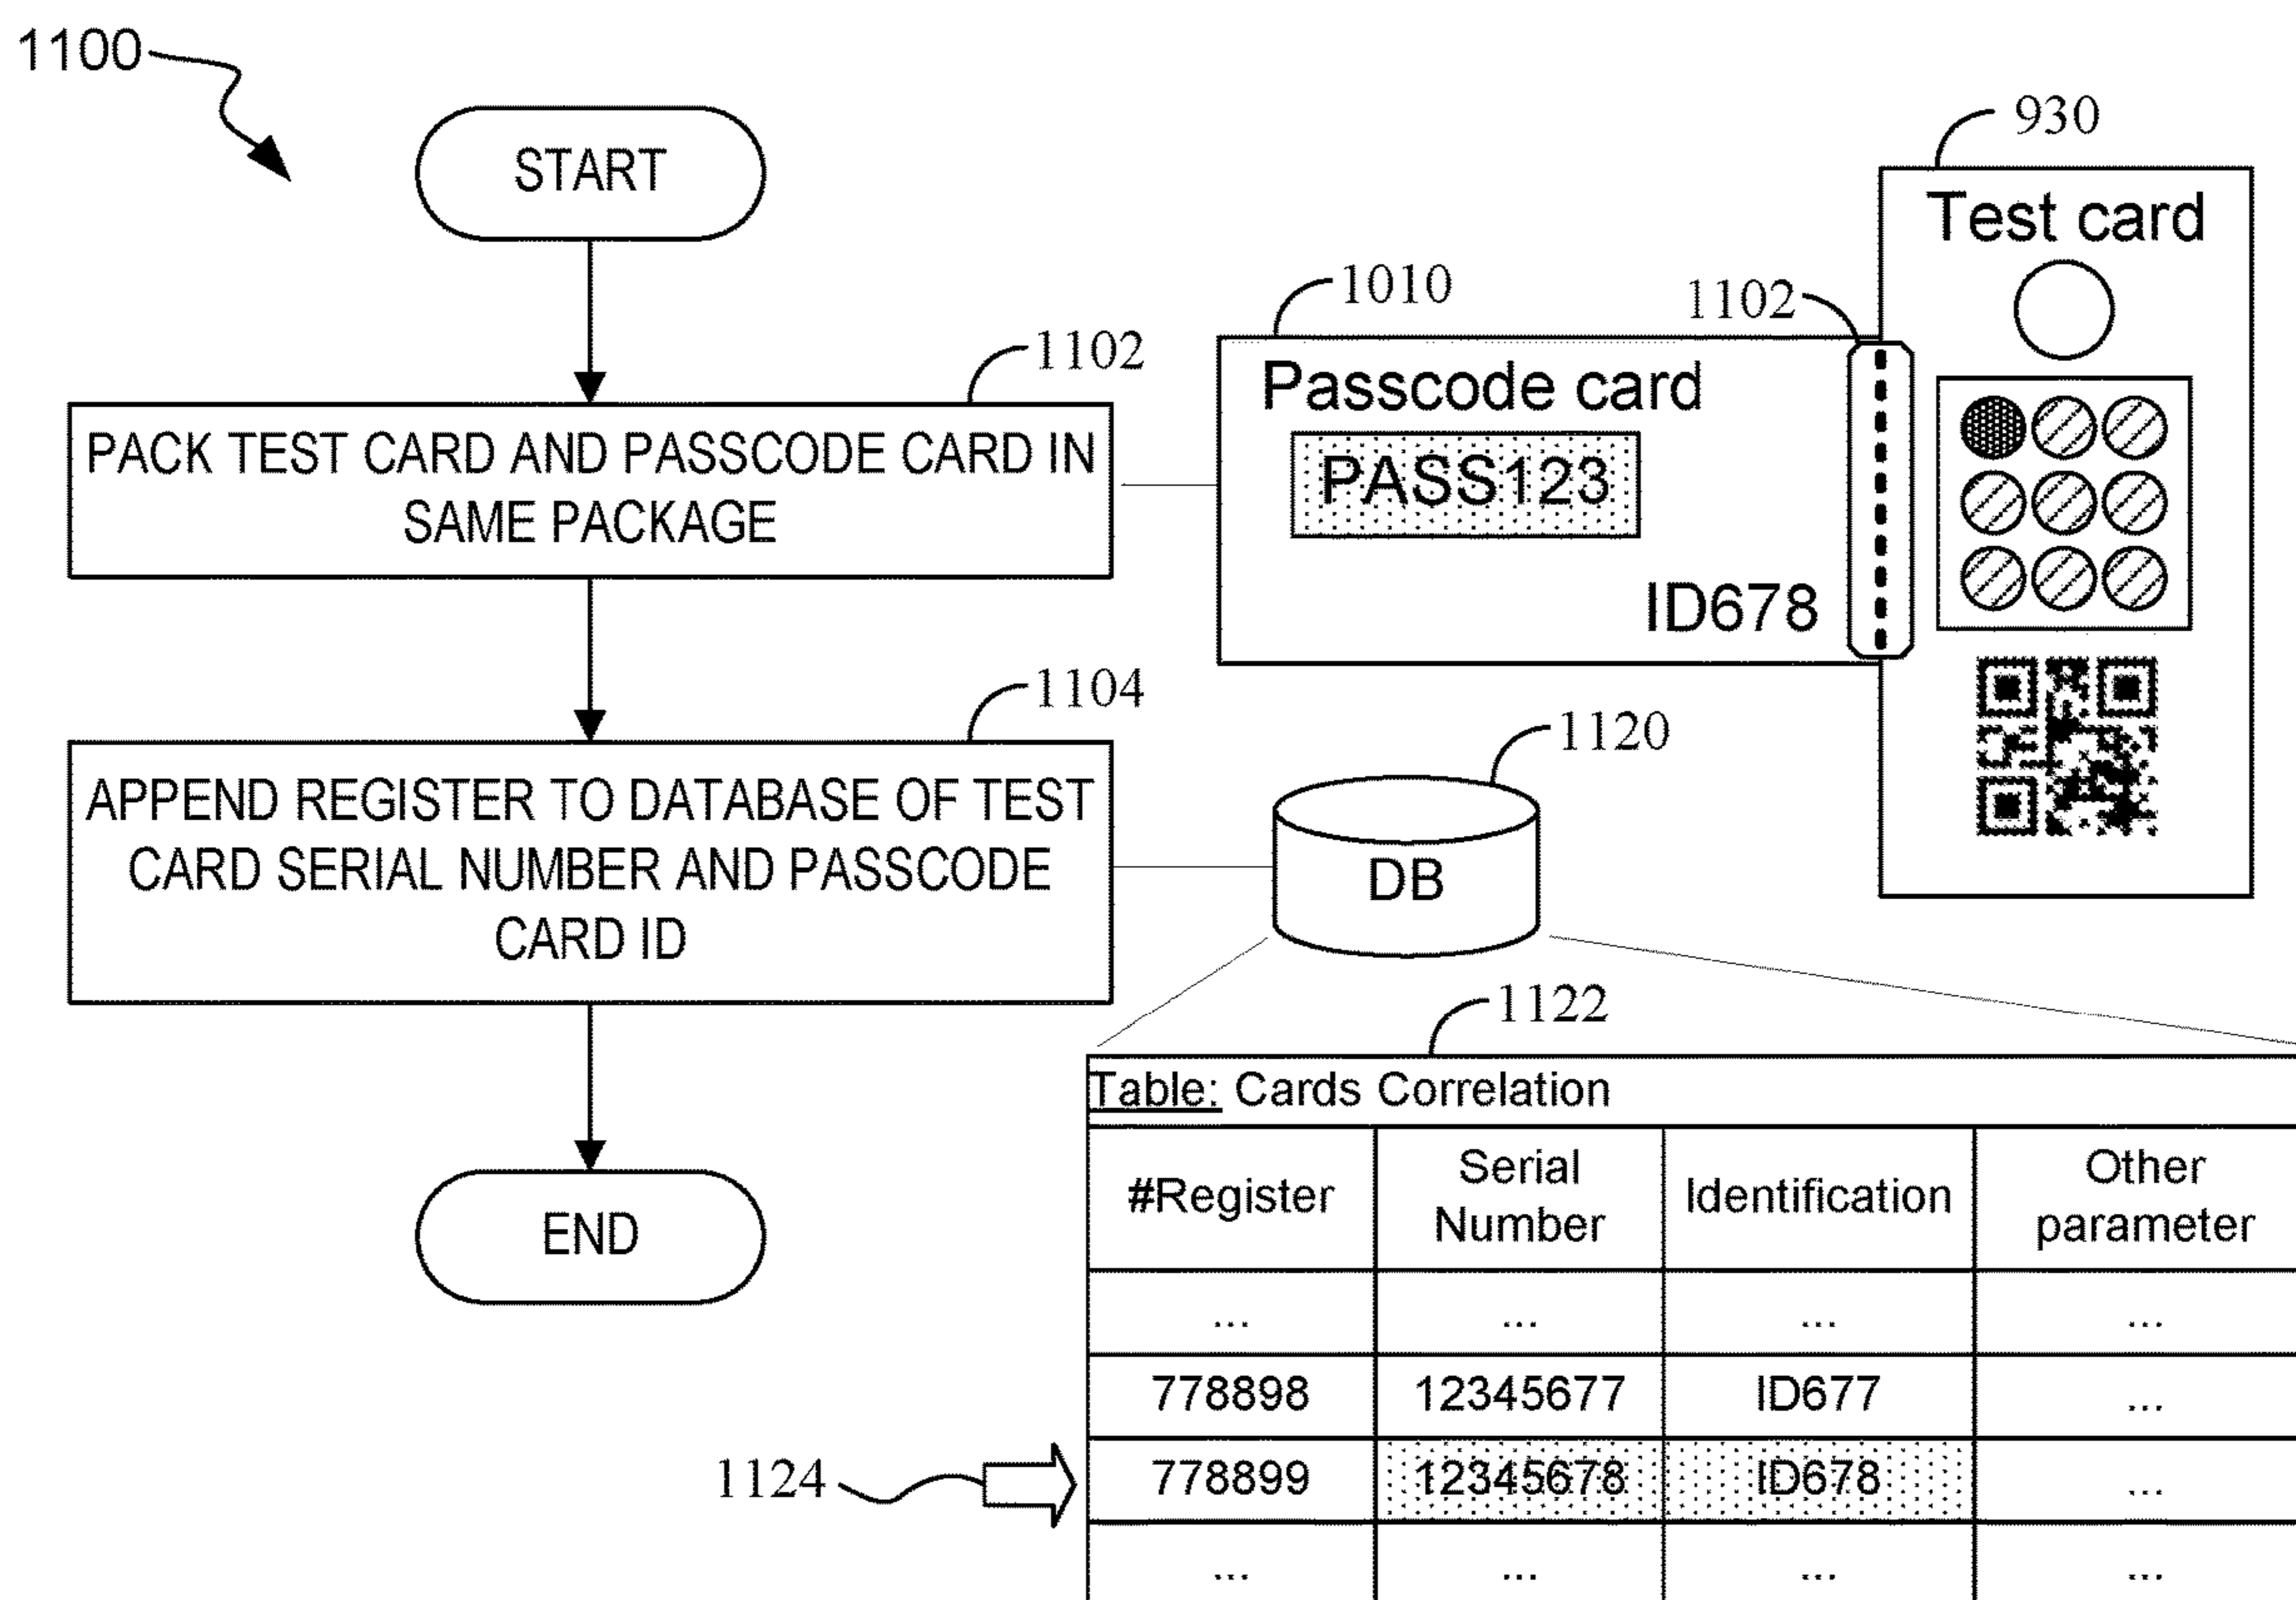 1100
START
1102
PACK TEST CARD AND PASSCODE CARD IN
SAME PACKAGE
1104
APPEND REGISTER TO DATABASE OF TEST
CARD SERIAL NUMBER AND PASSCODE
CARD ID
END
930
Test card
1010
1102
Passcode card
PASS123
ID678
1120
DB
1122
Table: Cards Correlation
#Register Serial Number Identification Other parameter
... ... ... ...
778898 12345677 ID677 ...
1124
778899 12345678 ID678 ...
... ... ... ...